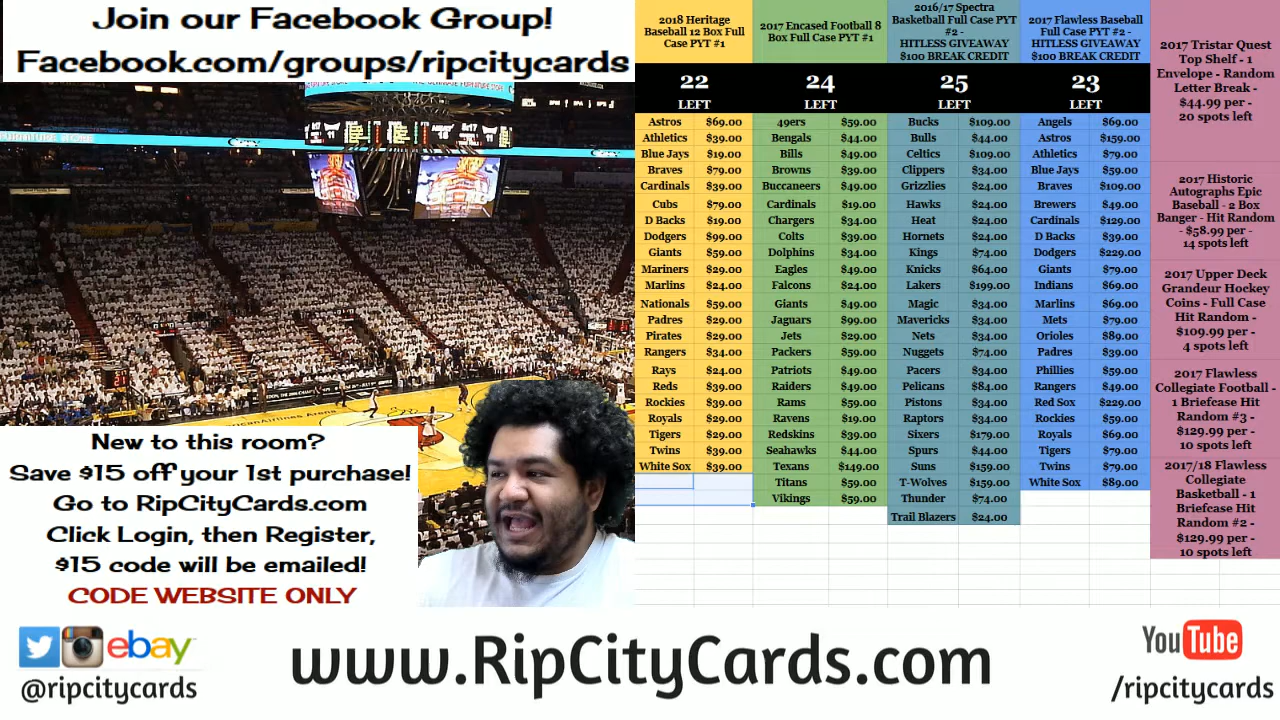 Join our Facebook Group!
Facebook.com/groups/ripcitycards
New to this room?
Save $15 off your 1st purchase!
Go to RipCityCards.com
Click Login, then Register,
$15 code will be emailed!
CODE WEBSITE ONLY
2018 Heritage
Baseball 12 Box Full
Case PYT #1
22
LEFT
Astros $69.00
Athletics $39.00
Blue Jays $19.00
Braves $79.00
Cardinals $39.00
Cubs $79.00
D Backs $19.00
Dodgers $99.00
Giants $59.00
Mariners $29.00
Marlins $24.00
Nationals $59.00
Padres $29.00
Pirates $29.00
Rangers $34.00
Rays $24.00
Reds $39.00
Rockies $39.00
Royals $29.00
Tigers $29.00
Twins $39.00
White Sox $39.00
2017 Encased Football 8
Box Full Case PYT #1
24
LEFT
49ers $59.00
Bengals $44.00
Bills $49.00
Browns $39.00
Buccaneers $49.00
Cardinals $19.00
Chargers $34.00
Colts $39.00
Dolphins $34.00
Eagles $49.00
Falcons $24.00
Giants $49.00
Jaguars $99.00
Jets $29.00
Packers $59.00
Patriots $49.00
Raiders $49.00
Rams $59.00
Ravens $19.00
Redskins $39.00
Seahawks $44.00
Texans $149.00
Titans $59.00
Vikings $59.00
2016/17 Spectra
Basketball Full Case PYT
#2 -
HITLESS GIVEAWAY
$100 BREAK CREDIT
25
LEFT
Bucks $109.00
Bulls $44.00
Celtics $109.00
Clippers $34.00
Grizzlies $24.00
Hawks $24.00
Heat $24.00
Hornets $24.00
Kings $74.00
Knicks $64.00
Lakers $199.00
Magic $34.00
Mavericks $34.00
Nets $34.00
Nuggets $74.00
Pacers $34.00
Pelicans $84.00
Pistons $34.00
Raptors $34.00
Sixers $179.00
Spurs $44.00
Suns $159.00
T-Wolves $159.00
Thunder $74.00
Trail Blazers $24.00
2017 Flawless Baseball
Full Case PYT #2 -
HITLESS GIVEAWAY
$100 BREAK CREDIT
23
LEFT
Angels $69.00
Astros $159.00
Athletics $79.00
Blue Jays $59.00
Braves $109.00
Brewers $49.00
Cardinals $129.00
D Backs $39.00
Dodgers $229.00
Giants $79.00
Indians $69.00
Marlins $69.00
Mets $79.00
Orioles $89.00
Padres $39.00
Phillies $59.00
Rangers $49.00
Red Sox $229.00
Rockies $59.00
Royals $69.00
Tigers $79.00
Twins $79.00
White Sox $89.00
2017 Tristar Quest
Top Shelf - 1
Envelope - Random
Letter Break -
$44.99 per -
20 spots left
2017 Historic
Autographs Epic
Baseball - 2 Box
Banger - Hit Random
- $58.99 per -
14 spots left
2017 Upper Deck
Grandeur Hockey
Coins - Full Case
Hit Random -
$109.99 per -
4 spots left
2017 Flawless
Collegiate Football -
1 Briefcase Hit
Random #3 -
$129.99 per -
10 spots left
2017/18 Flawless
Collegiate
Basketball - 1
Briefcase Hit
Random #2 -
$129.99 per -
10 spots left
ebay
@ripcitycards
www.RipCityCards.com
YouTube
/ripcitycards